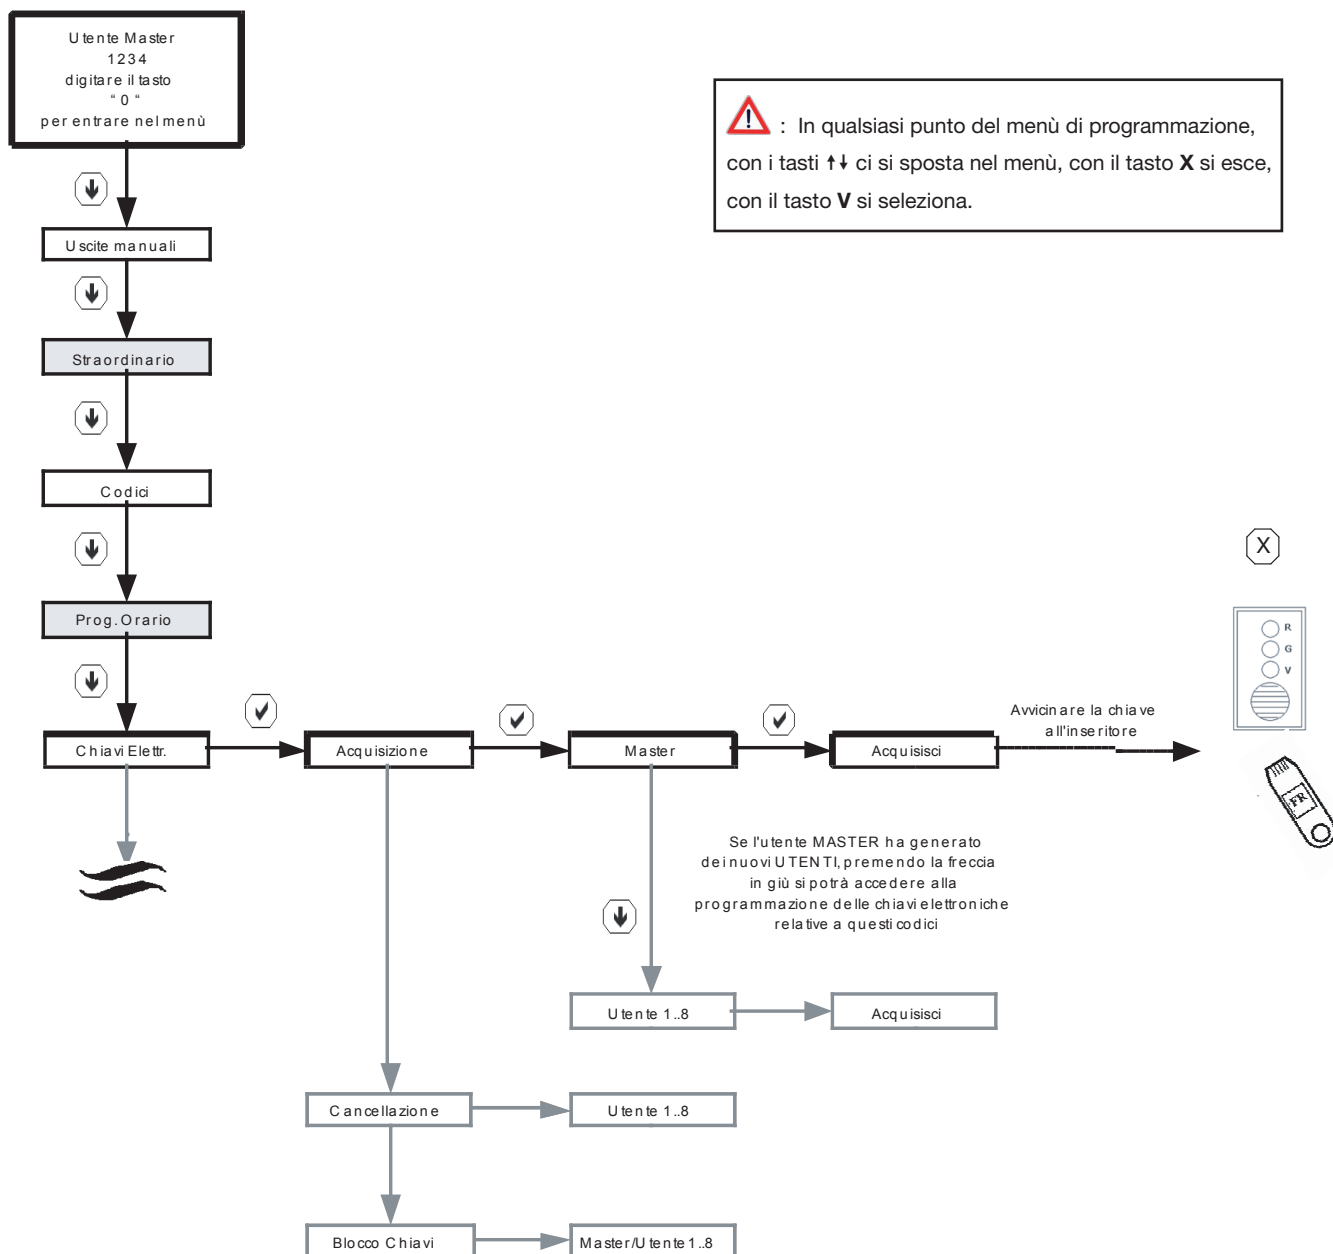 Utente Master
1234
digitare il tasto
“ 0 “
per entrare nel menù
: In qualsiasi punto del menù di programmazione,
con i tasti ↑↓ ci si sposta nel menù, con il tasto X si esce,
con il tasto V si seleziona.
Uscite manuali
Straordinario
Codici
Prog.Orario
X
R
G
V
Chiavi Elettr.
Acquisizione
Master
Acquisisci
Avvicinare la chiave
all'inseritore
FR
Se l'utente MASTER ha generato
dei nuovi UTENTI, premendo la freccia
in giù si potrà accedere alla
programmazione delle chiavi elettroniche
relative a questi codici
Utente 1..8
Acquisisci
Cancellazione
Utente 1..8
Blocco Chiavi
Master/Utente 1..8